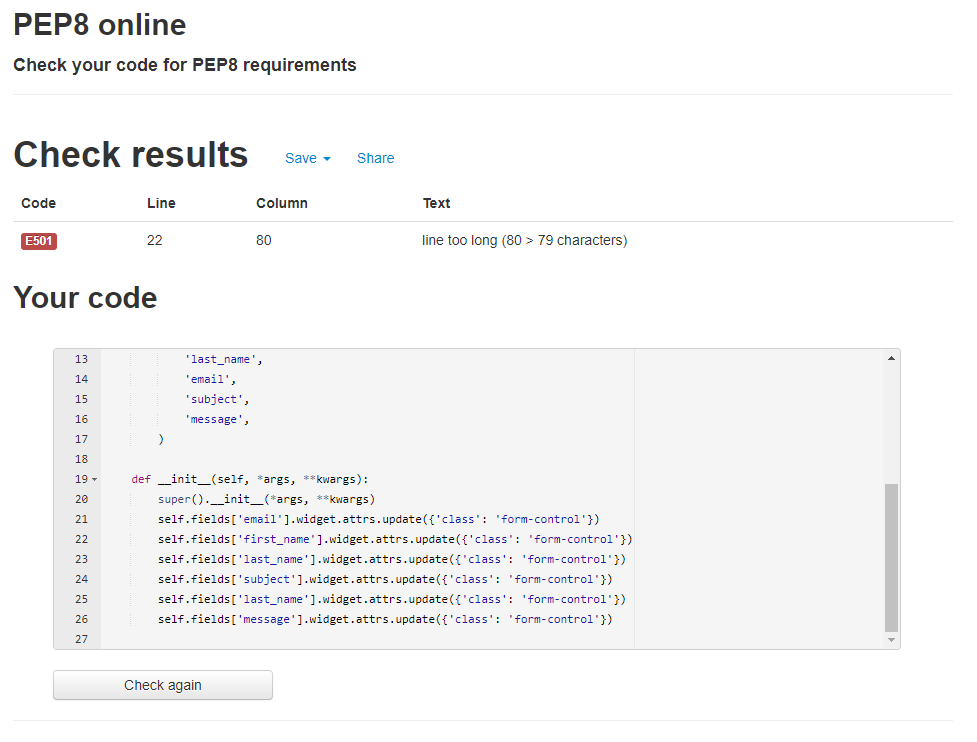 PEP8 online
Check your code for PEP8 requirements
Check results Save Share
Code Line Column Text
E501 22 80 line too long (80 > 79 characters)
Your code
13 'last_name',
14 'email',
15 'subject',
16 'message',
17 )
18
19 def __init__(self, *args, **kwargs):
20 super().__init__(*args, **kwargs)
21 self.fields['email'].widget.attrs.update({'class': 'form-control'})
22 self.fields['first_name'].widget.attrs.update({'class': 'form-control'})
23 self.fields['last_name'].widget.attrs.update({'class': 'form-control'})
24 self.fields['subject'].widget.attrs.update({'class': 'form-control'})
25 self.fields['last_name'].widget.attrs.update({'class': 'form-control'})
26 self.fields['message'].widget.attrs.update({'class': 'form-control'})
27
Check again